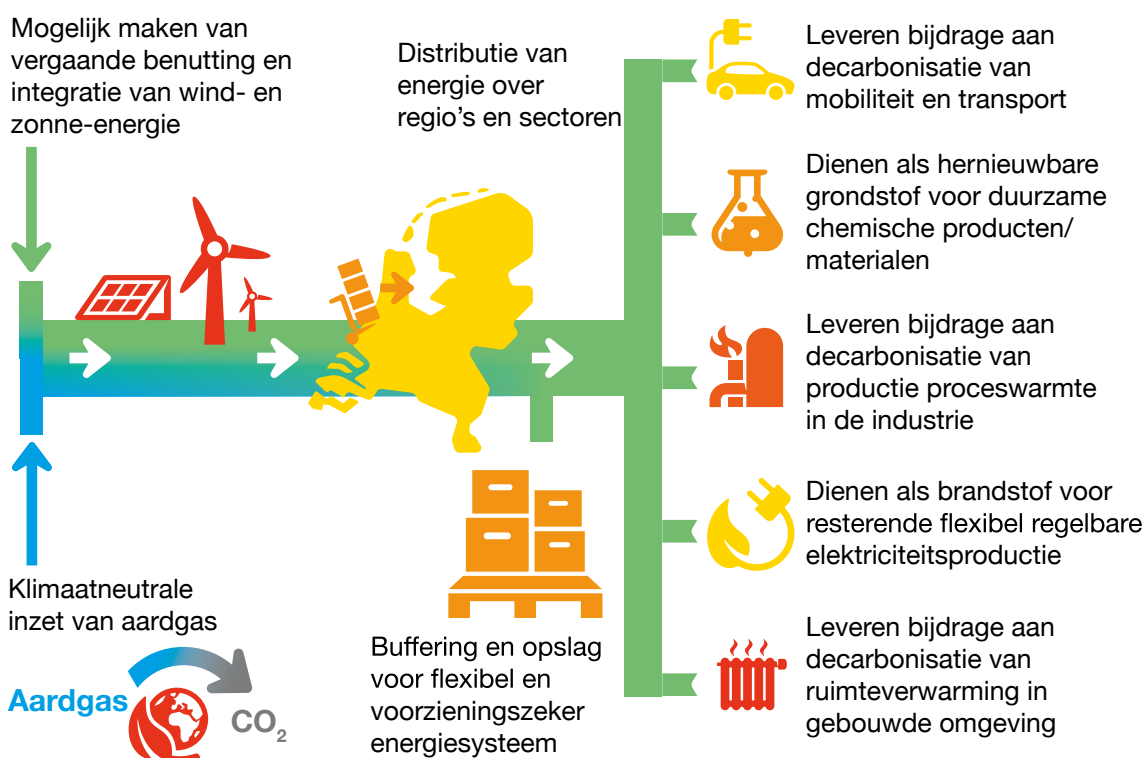 Mogelijk maken van
vergaande benutting en
integratie van wind- en
zonne-energie
Distributie van
energie over
regio's en sectoren
Klimaatneutrale
inzet van aardgas
Aardgas
CO₂
Buffering en opslag
voor flexibel en
voorzieningszeker
energiesysteem
Leveren bijdrage aan
decarbonisatie van
mobiliteit en transport
Dienen als hernieuwbare
grondstof voor duurzame
chemische producten/
materialen
Leveren bijdrage aan
decarbonisatie van
productie proceswarmte
in de industrie
Dienen als brandstof voor
resterende flexibel regelbare
elektriciteitsproductie
Leveren bijdrage aan
decarbonisatie van
ruimteverwarming in
gebouwde omgeving